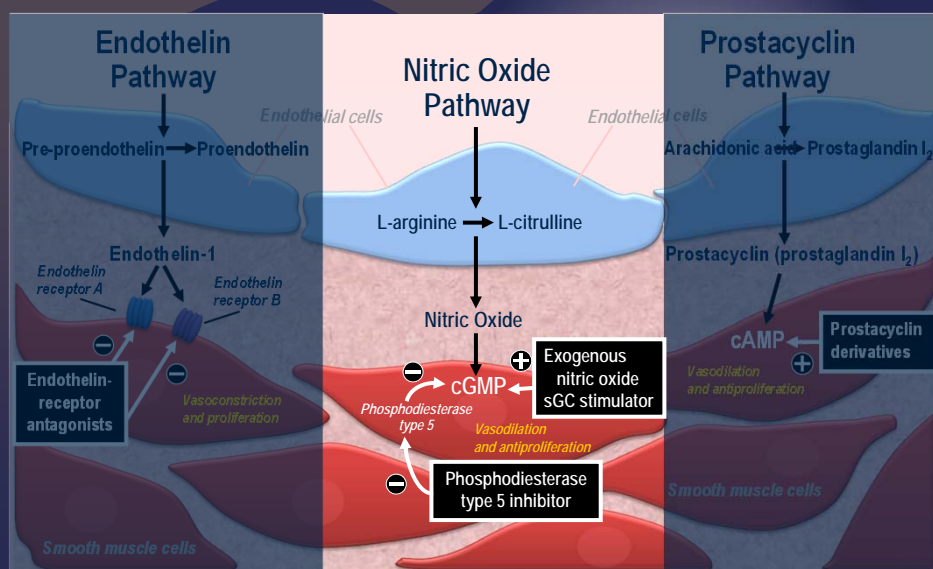 Endothelin
Pathway
Endothelial cells
Pre-proendothelin
Proendothelin
Endothelin-1
Endothelin
receptor A
Endothelin
receptor B
Endothelin-
receptor
antagonists
Vasoconstriction
and proliferation
Smooth muscle cells
Nitric Oxide
Pathway
L-arginine
L-citrulline
Nitric Oxide
cGMP
Exogenous
nitric oxide
sGC stimulator
Phosphodiesterase
type 5
Vasodilation
and antiproliferation
Phosphodiesterase
type 5 inhibitor
Prostacyclin
Pathway
Endothelial cells
Arachidonic acid
Prostaglandin I₂
Prostacyclin (prostaglandin I₂)
cAMP
Prostacyclin
derivatives
Vasodilation
and antiproliferation
Smooth muscle cells